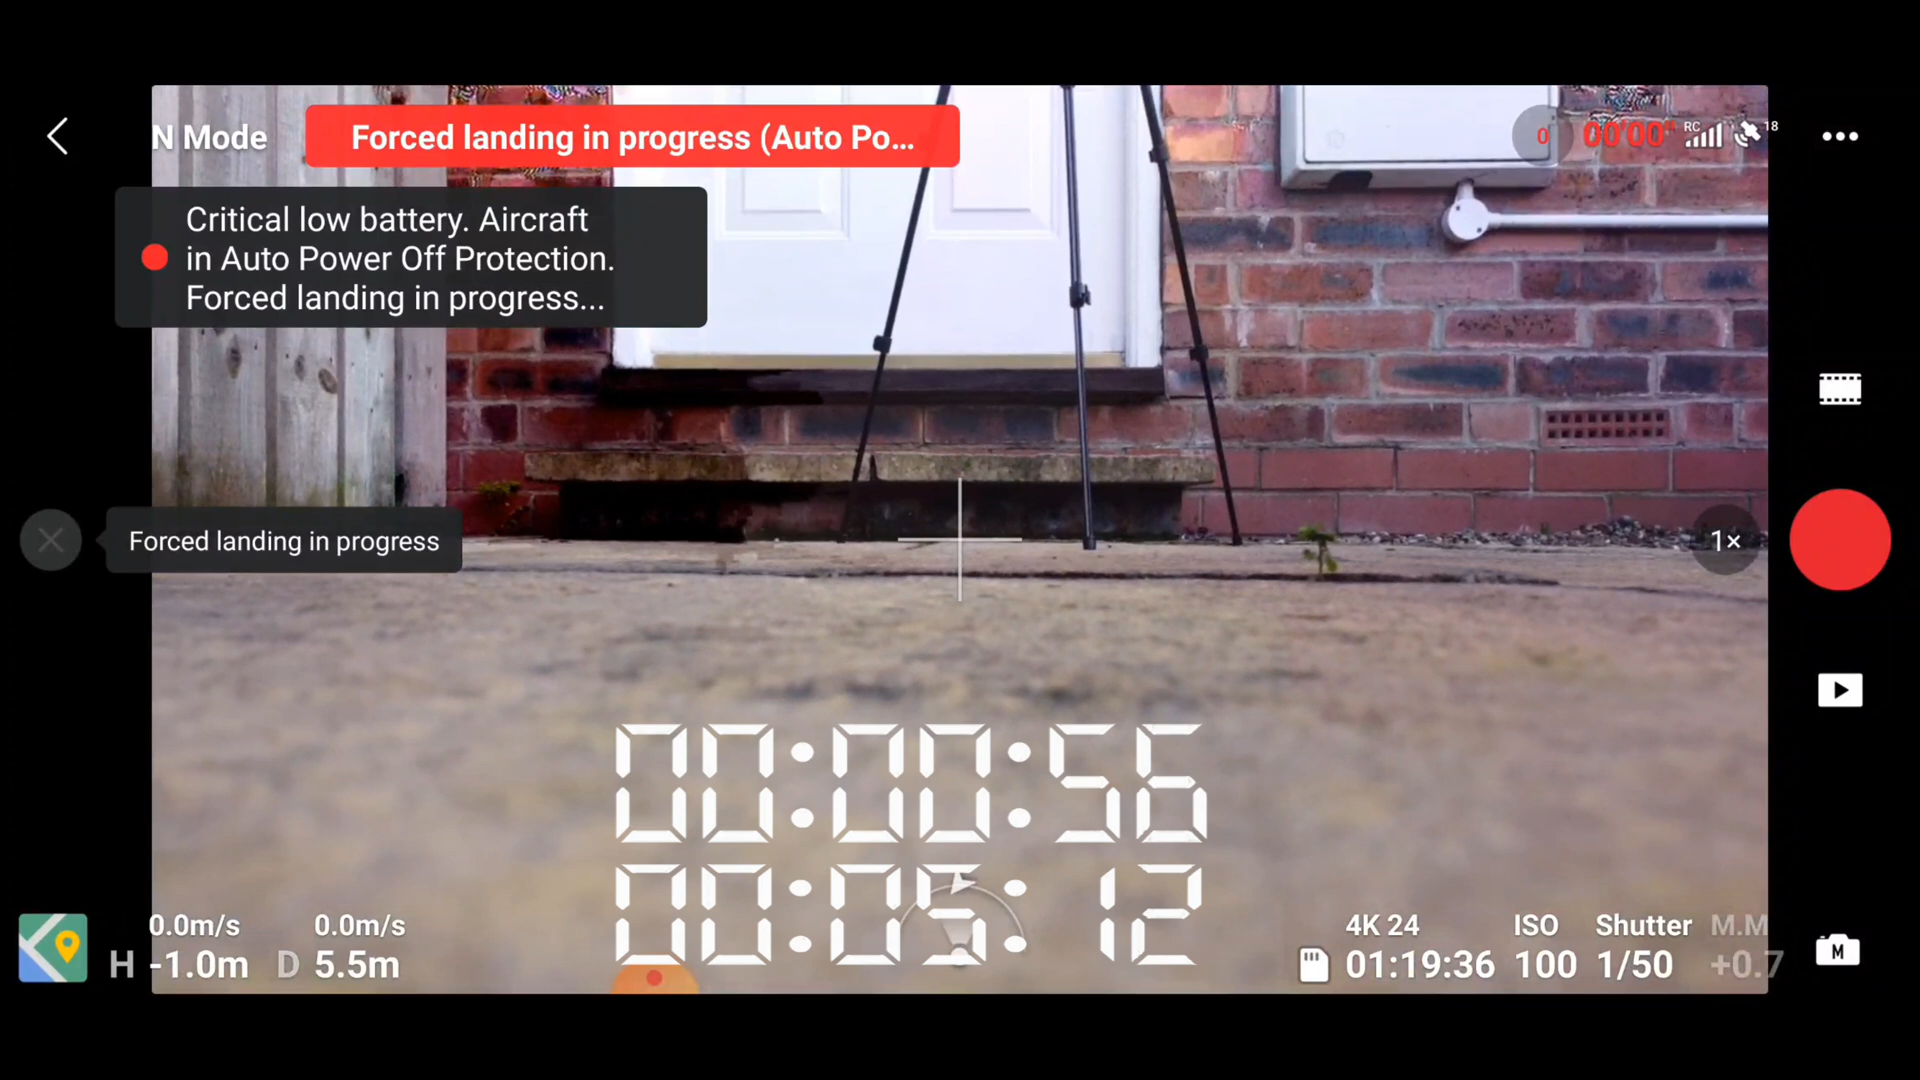 N Mode
Forced landing in progress (Auto Po...
0
00'00"
RC
18
Critical low battery. Aircraft
in Auto Power Off Protection.
Forced landing in progress...
Forced landing in progress
1×
00:00:56
00:05:12
0.0m/s
0.0m/s
H -1.0m
D 5.5m
4K 24
01:19:36
ISO
100
Shutter
1/50
M.M
+0.7
M